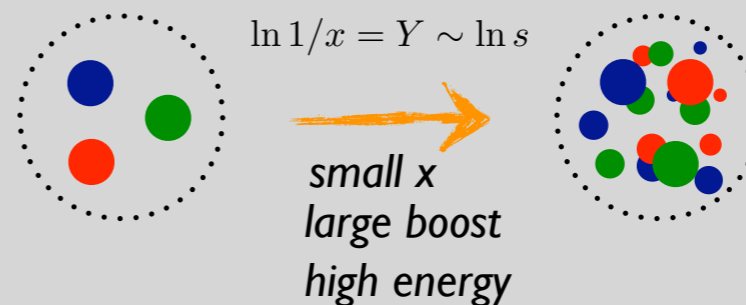 ln 1/x = Y ∼ ln s
small x
large boost
high energy